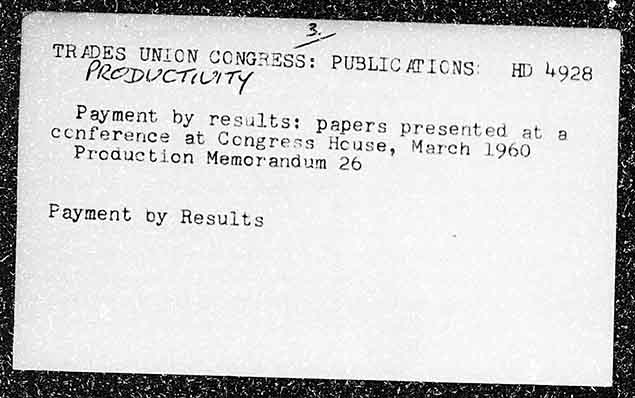 3.
TRADES UNION CONGRESS: PUBLICATIONS: HD 4928
PRODUCTIVITY
Payment by results: papers presented at a
conference at Congress House, March 1960
Production Memorandum 26
Payment by Results